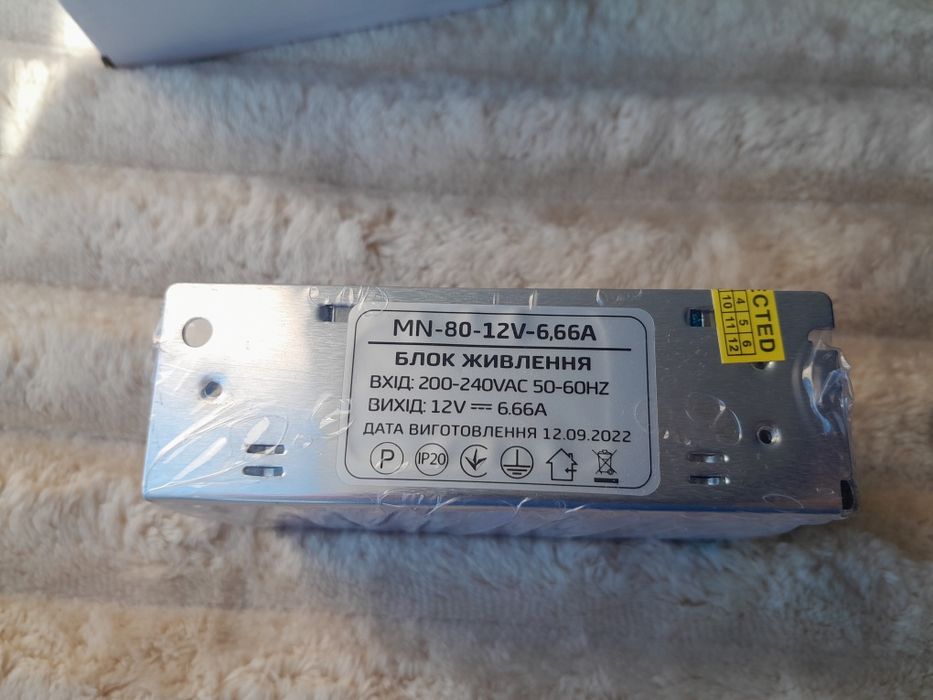 MN-80-12V-6,66A
БЛОК ЖИВЛЕННЯ
ВХІД: 200-240VAC 50-60HZ
ВИХІД: 12V ⎓ 6.66A
ДАТА ВИГОТОВЛЕННЯ 12.09.2022
P IP20
4 5 6
10 11 12